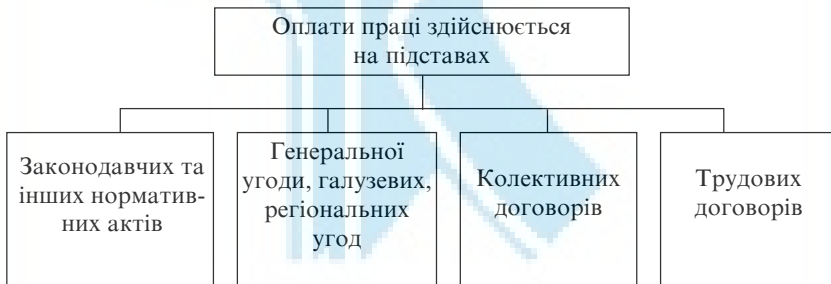 Оплати праці здійснюється
на підставах
Законодавчих та
інших норматив-
них актів
Генеральної
угоди, галузевих,
регіональних
угод
Колективних
договорів
Трудових
договорів